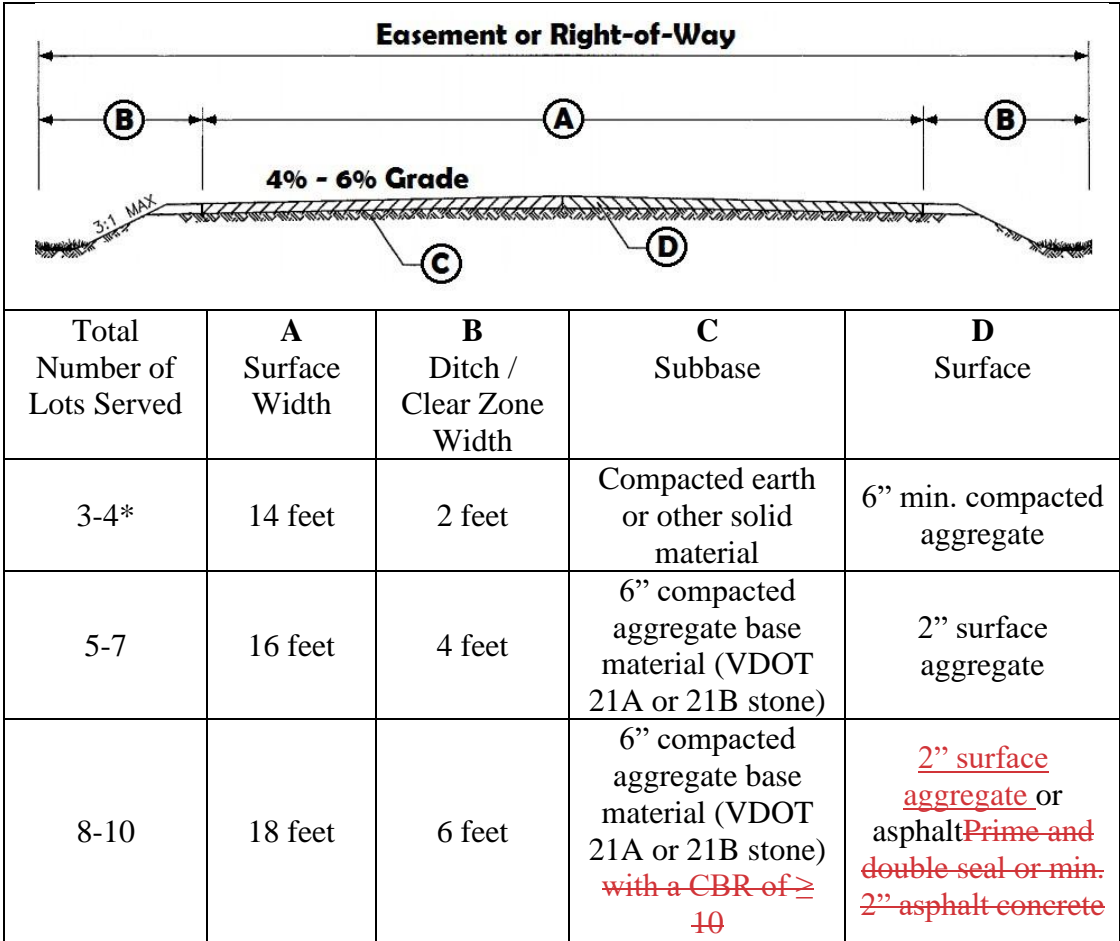 Easement or Right-of-Way
B
A
B
4% - 6% Grade
3:1 MAX
D
C
Total
Number of
Lots Served
A
Surface
Width
B
Ditch /
Clear Zone
Width
C
Subbase
D
Surface
3-4*
14 feet
2 feet
Compacted earth
or other solid
material
6” min. compacted
aggregate
5-7
16 feet
4 feet
6” compacted
aggregate base
material (VDOT
21A or 21B stone)
2” surface
aggregate
8-10
18 feet
6 feet
6” compacted
aggregate base
material (VDOT
21A or 21B stone)
with a CBR of ≥
10
2” surface
aggregate or
asphaltPrime and
double seal or min.
2” asphalt concrete